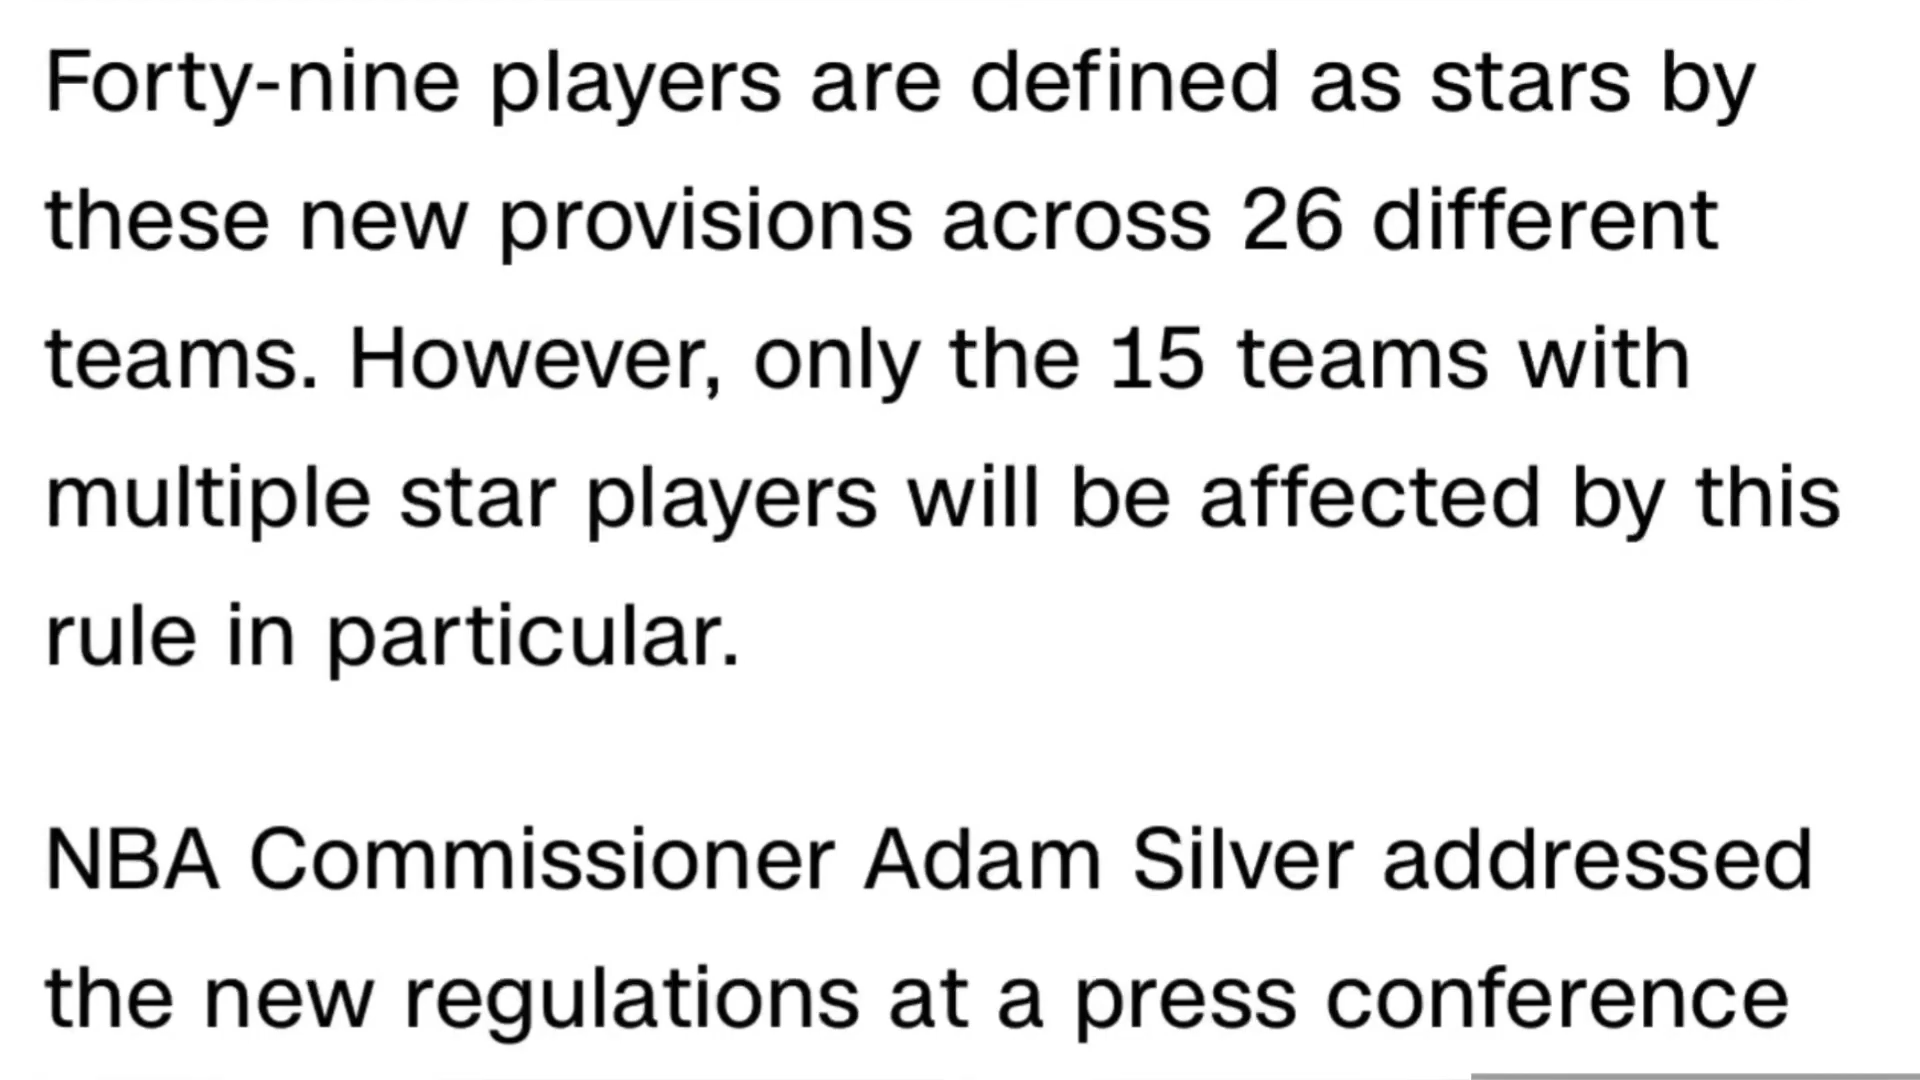 Forty-nine players are defined as stars by
these new provisions across 26 different
teams. However, only the 15 teams with
multiple star players will be affected by this
rule in particular.
NBA Commissioner Adam Silver addressed
the new regulations at a press conference